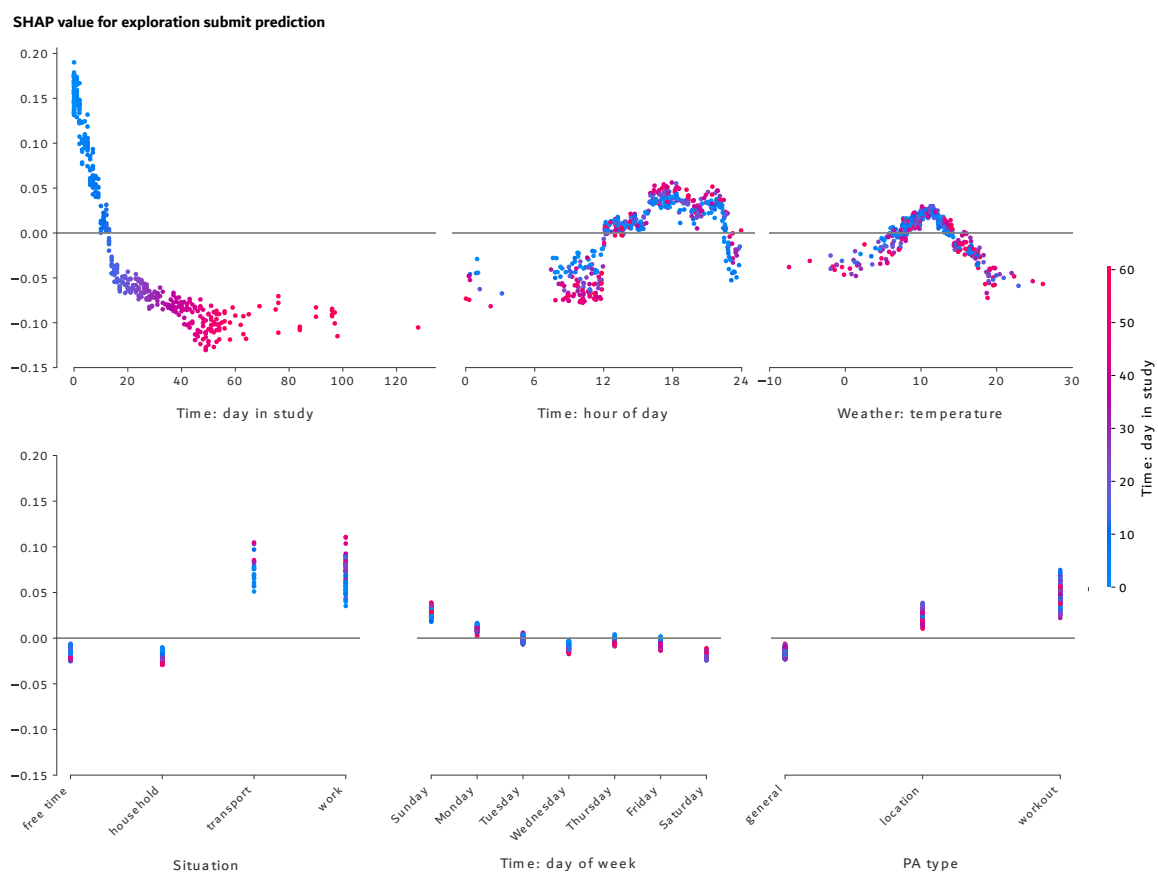 SHAP value for exploration submit prediction
0.20
0.15
0.10
0.05
0.00
−0.05
−0.10
−0.15
0 20 40 60 80 100 120
Time: day in study
0 6 12 18 24
Time: hour of day
−10 0 10 20 30
Weather: temperature
60
50
40
30
20
10
0
Time: day in study
0.20
0.15
0.10
0.05
0.00
−0.05
−0.10
−0.15
free time
household
transport
work
Situation
Sunday
Monday
Tuesday
Wednesday
Thursday
Friday
Saturday
Time: day of week
general
location
workout
PA type